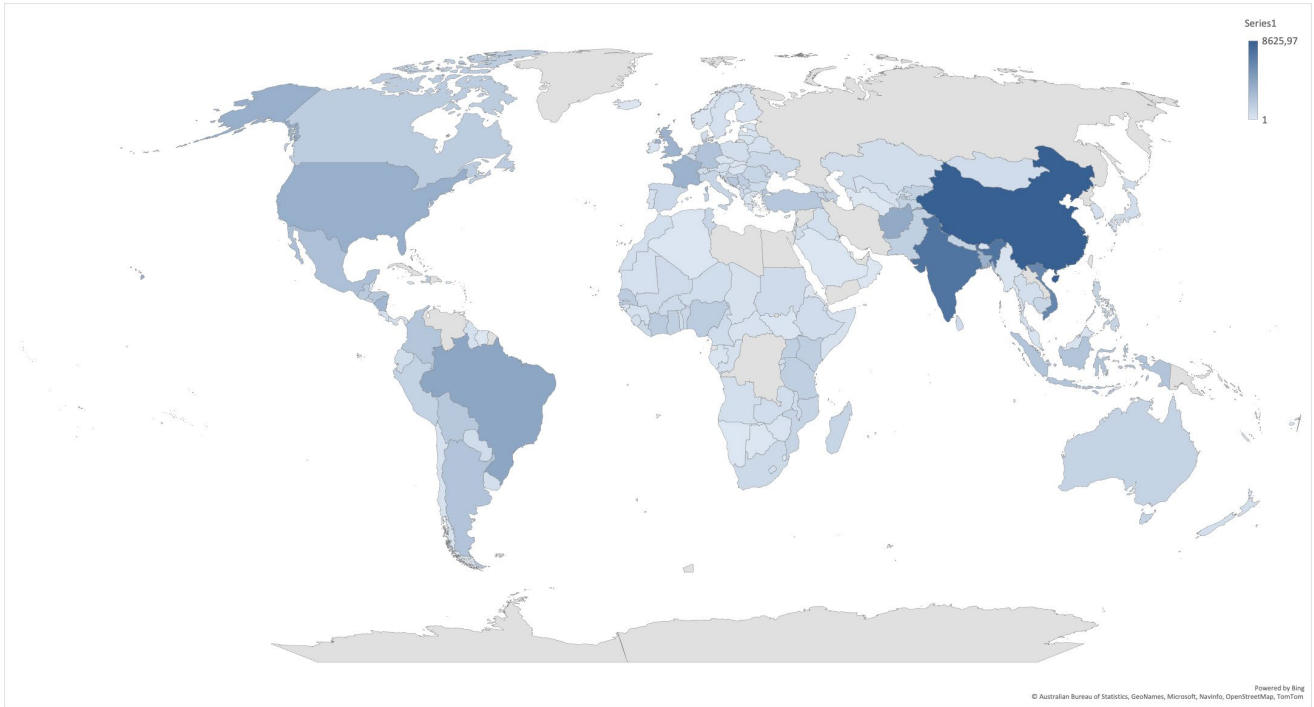 Series1
8625,97
1
Powered by Bing
© Australian Bureau of Statistics, GeoNames, Microsoft, Navinfo, OpenStreetMap, TomTom